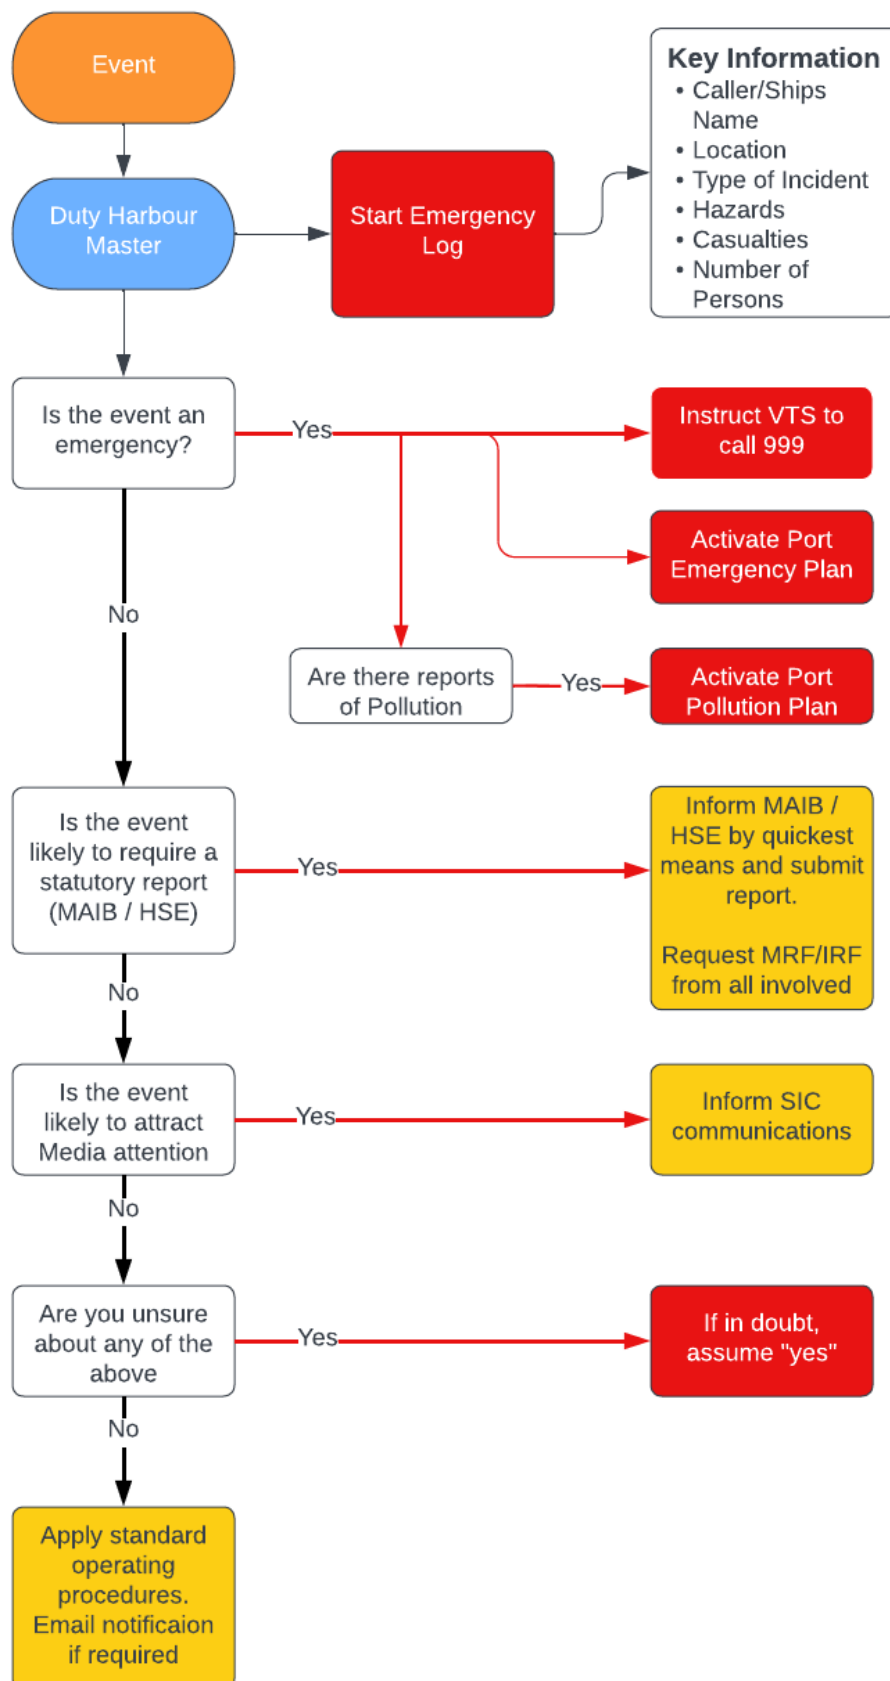 Event
Key Information
• Caller/Ships
Name
• Location
• Type of Incident
• Hazards
• Casualties
• Number of
Persons
Duty Harbour
Master
Start Emergency
Log
Is the event an
emergency?
Yes
Instruct VTS to
call 999
Activate Port
Emergency Plan
No
Are there reports
of Pollution
Yes
Activate Port
Pollution Plan
Is the event
likely to require a
statutory report
(MAIB / HSE)
Yes
Inform MAIB /
HSE by quickest
means and submit
report.
Request MRF/IRF
from all involved
No
Is the event
likely to attract
Media attention
Yes
Inform SIC
communications
No
Are you unsure
about any of the
above
Yes
If in doubt,
assume "yes"
No
Apply standard
operating
procedures.
Email notificaion
if required